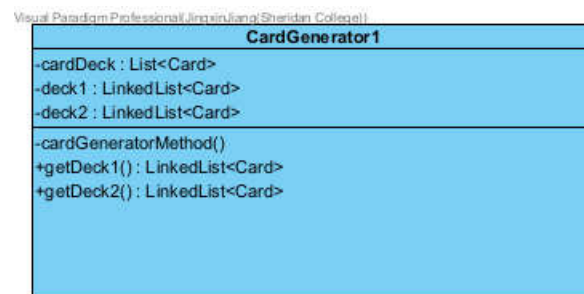 Visual Paradigm Professional(JingxinJiang(Sheridan College))
CardGenerator1
-cardDeck : List<Card>
-deck1 : LinkedList<Card>
-deck2 : LinkedList<Card>
-cardGeneratorMethod()
+getDeck1() : LinkedList<Card>
+getDeck2() : LinkedList<Card>